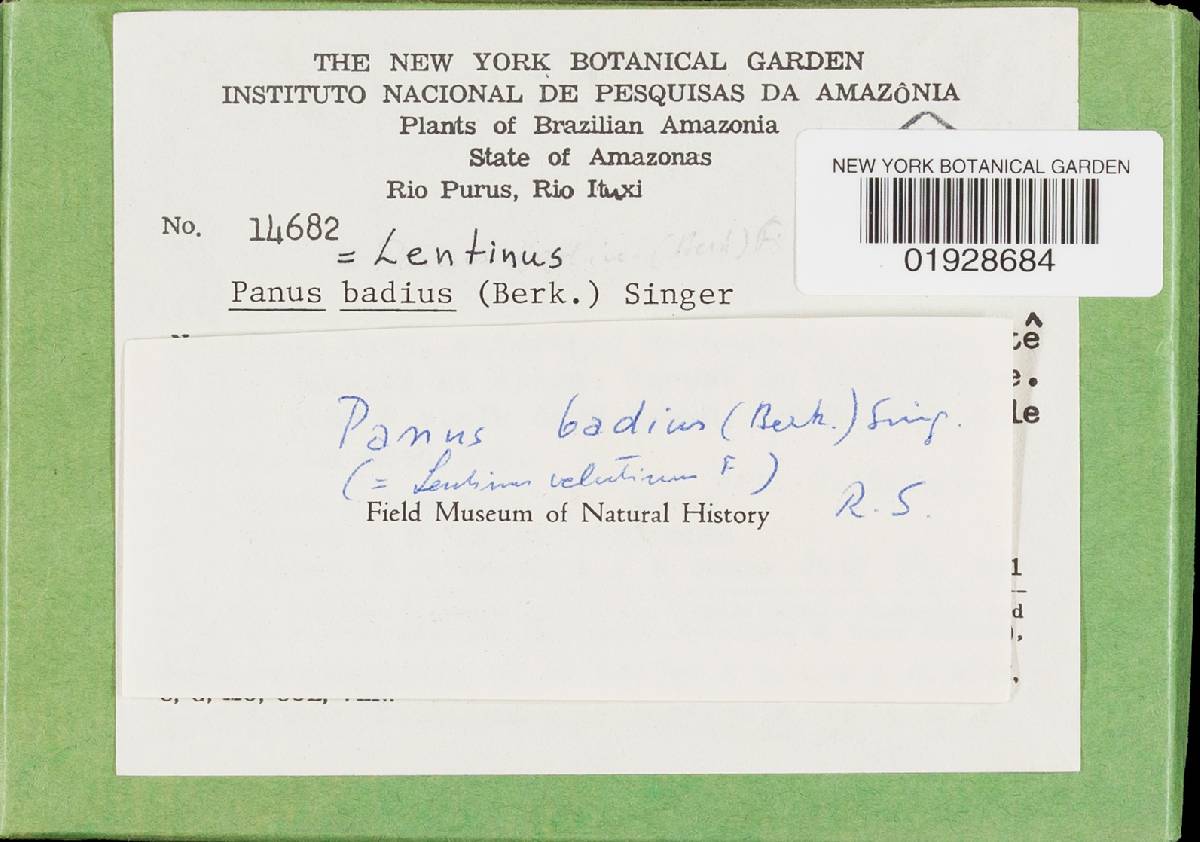 THE NEW YORK BOTANICAL GARDEN
INSTITUTO NACIONAL DE PESQUISAS DA AMAZÔNIA
Plants of Brazilian Amazonia
State of Amazonas
Rio Purus, Rio Ituxi
NEW YORK BOTANICAL GARDEN
01928684
No. 14682
= Lentinus
Panus badius (Berk.) Singer
Panus badius (Berk.) Sing.
(= Lentinus velutinus F)
Field Museum of Natural History
R. S.